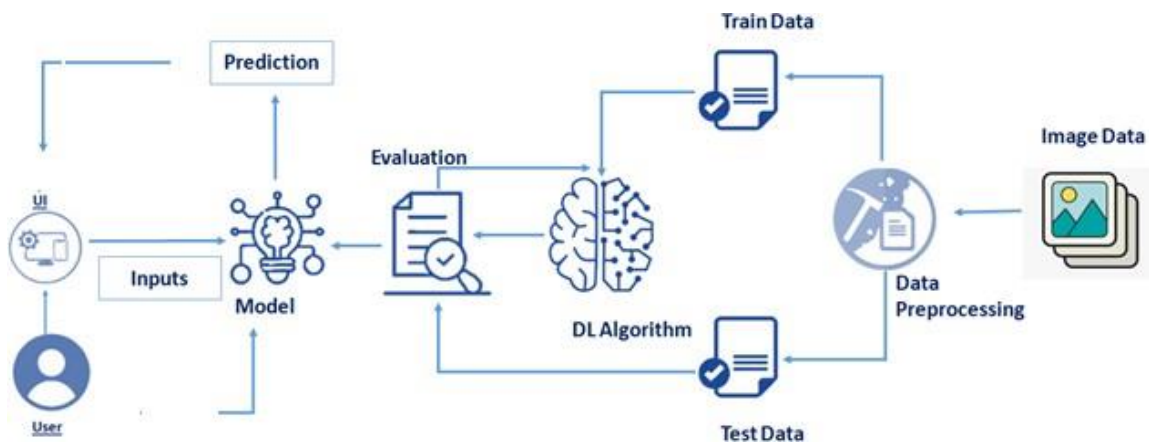 Train Data
Prediction
Image Data
Evaluation
UI
Inputs
Model
Data
Preprocessing
DL Algorithm
User
Test Data